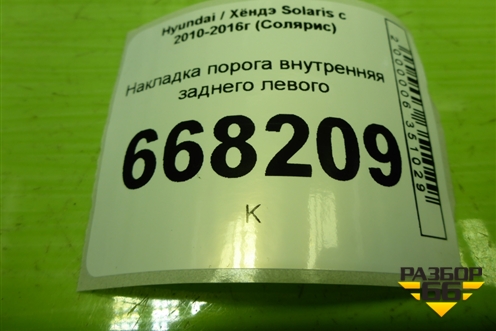 Hyundai / Хёндэ Solaris с
2010-2016г (Солярис)
Накладка порога внутренняя
заднего левого
668209
К
2000006351029
РАЗБОР
66